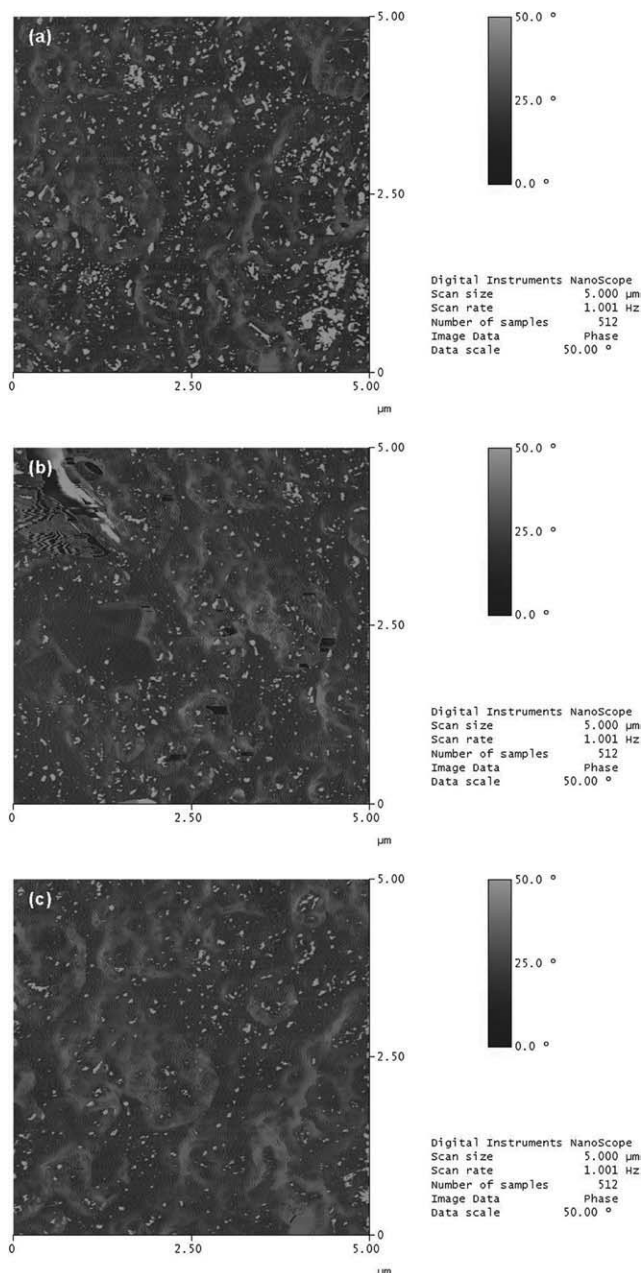 (a)
5.00
2.50
0
0
2.50
5.00
µm
50.0 °
25.0 °
0.0 °
Digital Instruments NanoScope
Scan size 5.000 µm
Scan rate 1.001 Hz
Number of samples 512
Image Data Phase
Data scale 50.00 °
(b)
5.00
2.50
0
0
2.50
5.00
µm
50.0 °
25.0 °
0.0 °
Digital Instruments NanoScope
Scan size 5.000 µm
Scan rate 1.001 Hz
Number of samples 512
Image Data Phase
Data scale 50.00 °
(c)
5.00
2.50
0
0
2.50
5.00
µm
50.0 °
25.0 °
0.0 °
Digital Instruments NanoScope
Scan size 5.000 µm
Scan rate 1.001 Hz
Number of samples 512
Image Data Phase
Data scale 50.00 °